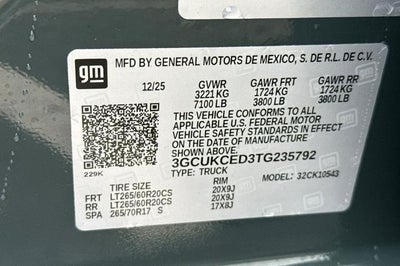 gm MFD BY GENERAL MOTORS DE MEXICO, S. DE R.L. DE C.V.
12/25 GVWR GAWR FRT GAWR RR
3221 KG 1724 KG 1724 KG
7100 LB 3800 LB 3800 LB
THIS VEHICLE CONFORMS TO ALL
APPLICABLE U.S. FEDERAL MOTOR
VEHICLE SAFETY STANDARDS IN EFFECT
ON THE DATE OF MANUFACTURE
SHOWN ABOVE.
3GCUKCED3TG235792
229K TYPE: TRUCK MODEL: 32CK10543
TIRE SIZE RIM
FRT LT265/60R20CS 20X9J
RR LT265/60R20CS 20X9J
SPA 265/70R17 S 17X8J